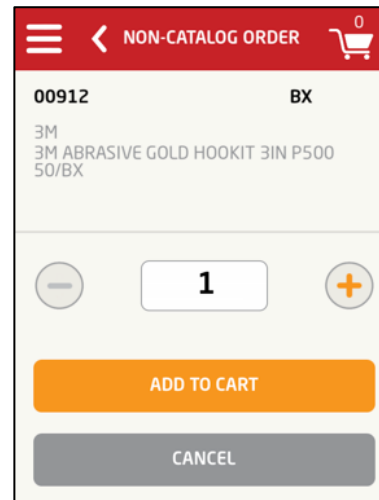 NON-CATALOG ORDER 0
00912 BX
3M
3M ABRASIVE GOLD HOOKIT 3IN P500
50/BX
1
ADD TO CART
CANCEL